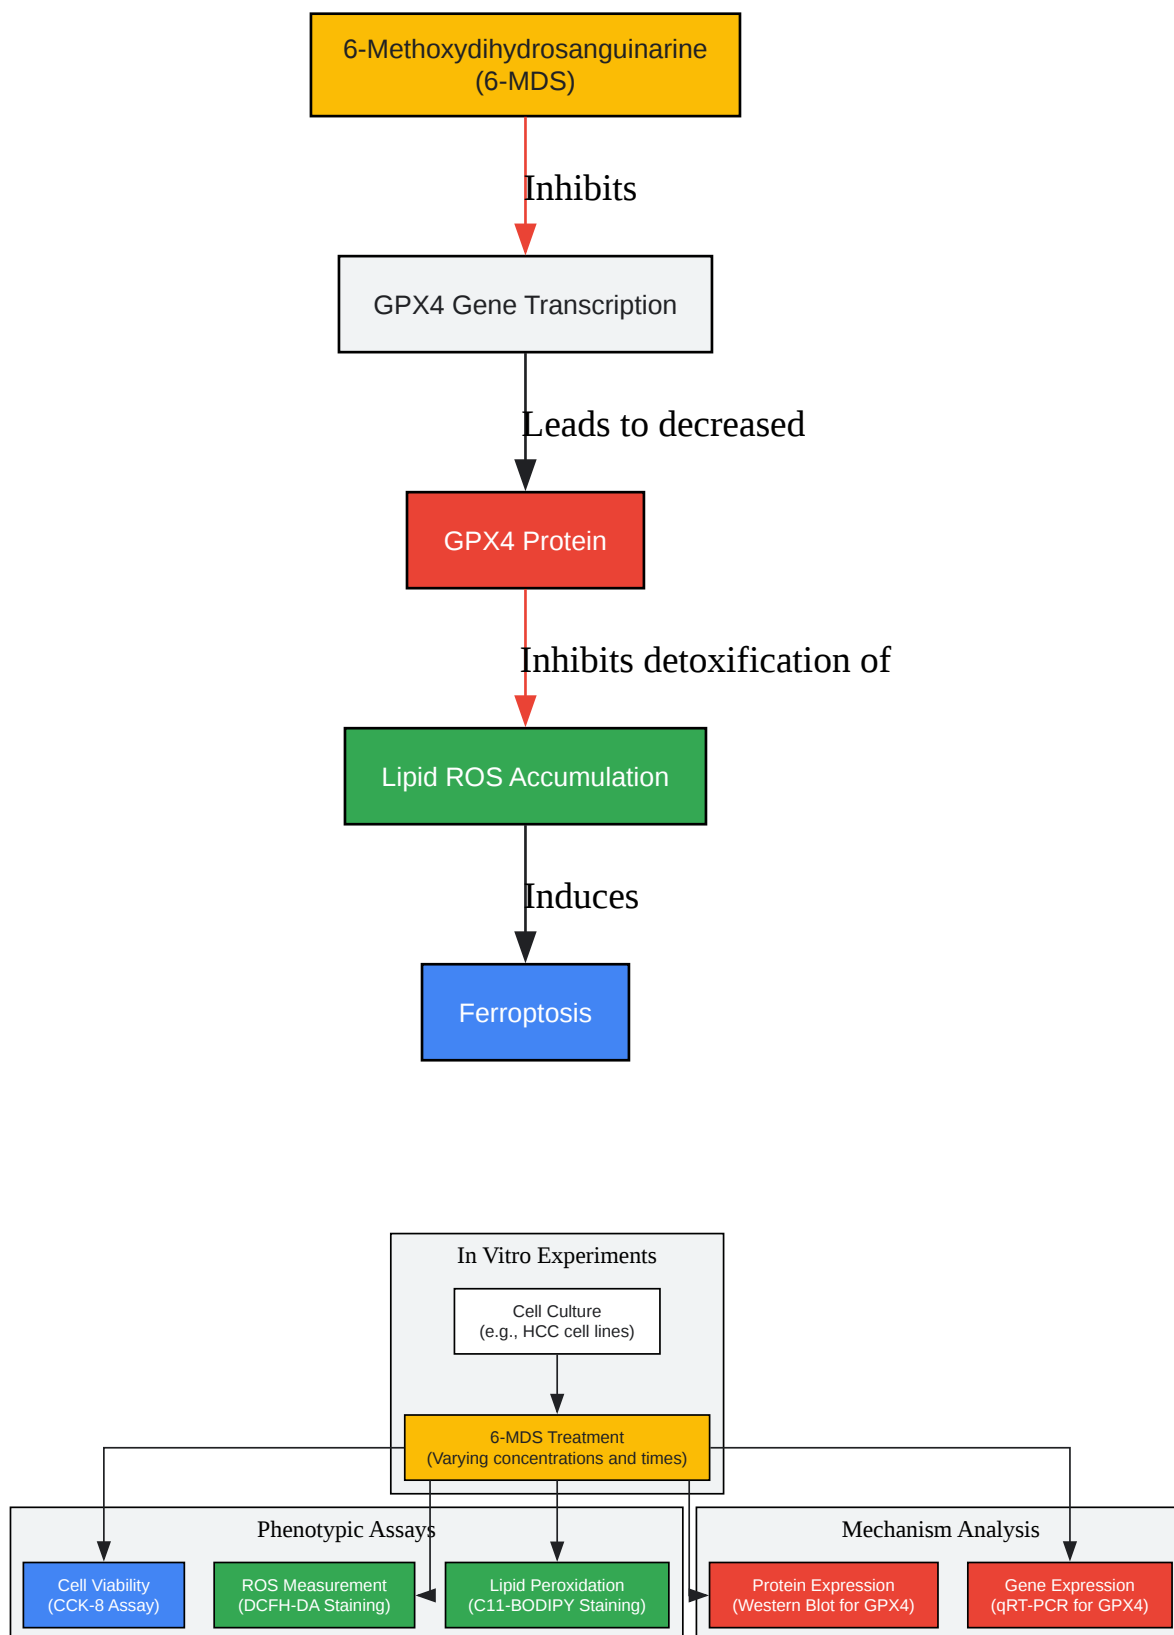 6-Methoxydihydrosanguinarine
(6-MDS)
Inhibits
GPX4 Gene Transcription
Leads to decreased
GPX4 Protein
Inhibits detoxification of
Lipid ROS Accumulation
Induces
Ferroptosis
In Vitro Experiments
Cell Culture
(e.g., HCC cell lines)
6-MDS Treatment
(Varying concentrations and times)
Phenotypic Assays
Cell Viability
(CCK-8 Assay)
ROS Measurement
(DCFH-DA Staining)
Lipid Peroxidation
(C11-BODIPY Staining)
Mechanism Analysis
Protein Expression
(Western Blot for GPX4)
Gene Expression
(qRT-PCR for GPX4)